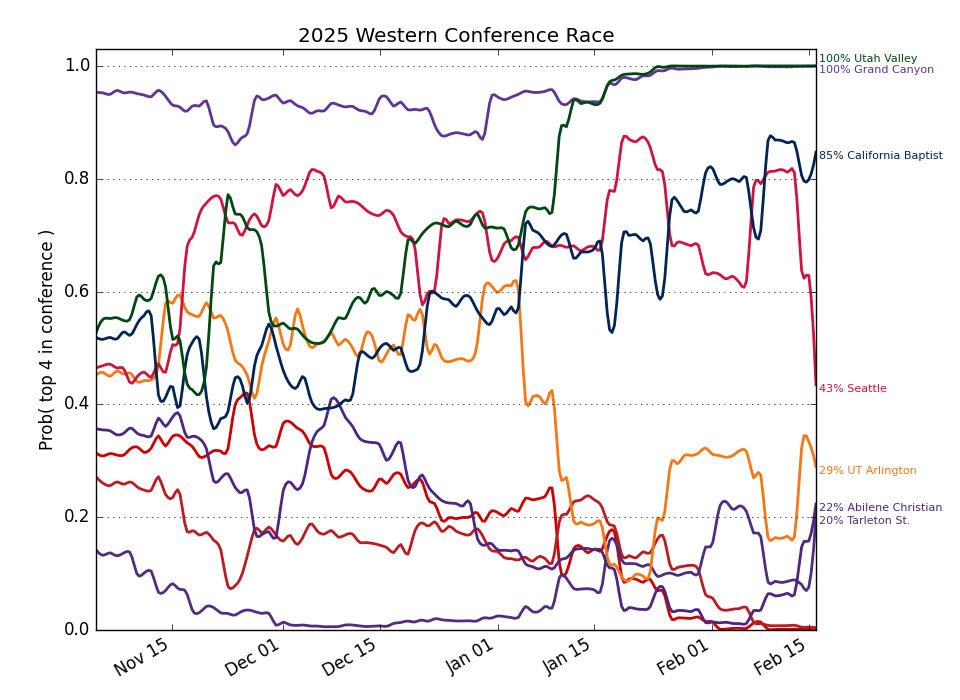 2025 Western Conference Race
Prob( top 4 in conference )
1.0
0.8
0.6
0.4
0.2
0.0
Nov 15
Dec 01
Dec 15
Jan 01
Jan 15
Feb 01
Feb 15
100% Utah Valley
100% Grand Canyon
85% California Baptist
43% Seattle
29% UT Arlington
22% Abilene Christian
20% Tarleton St.